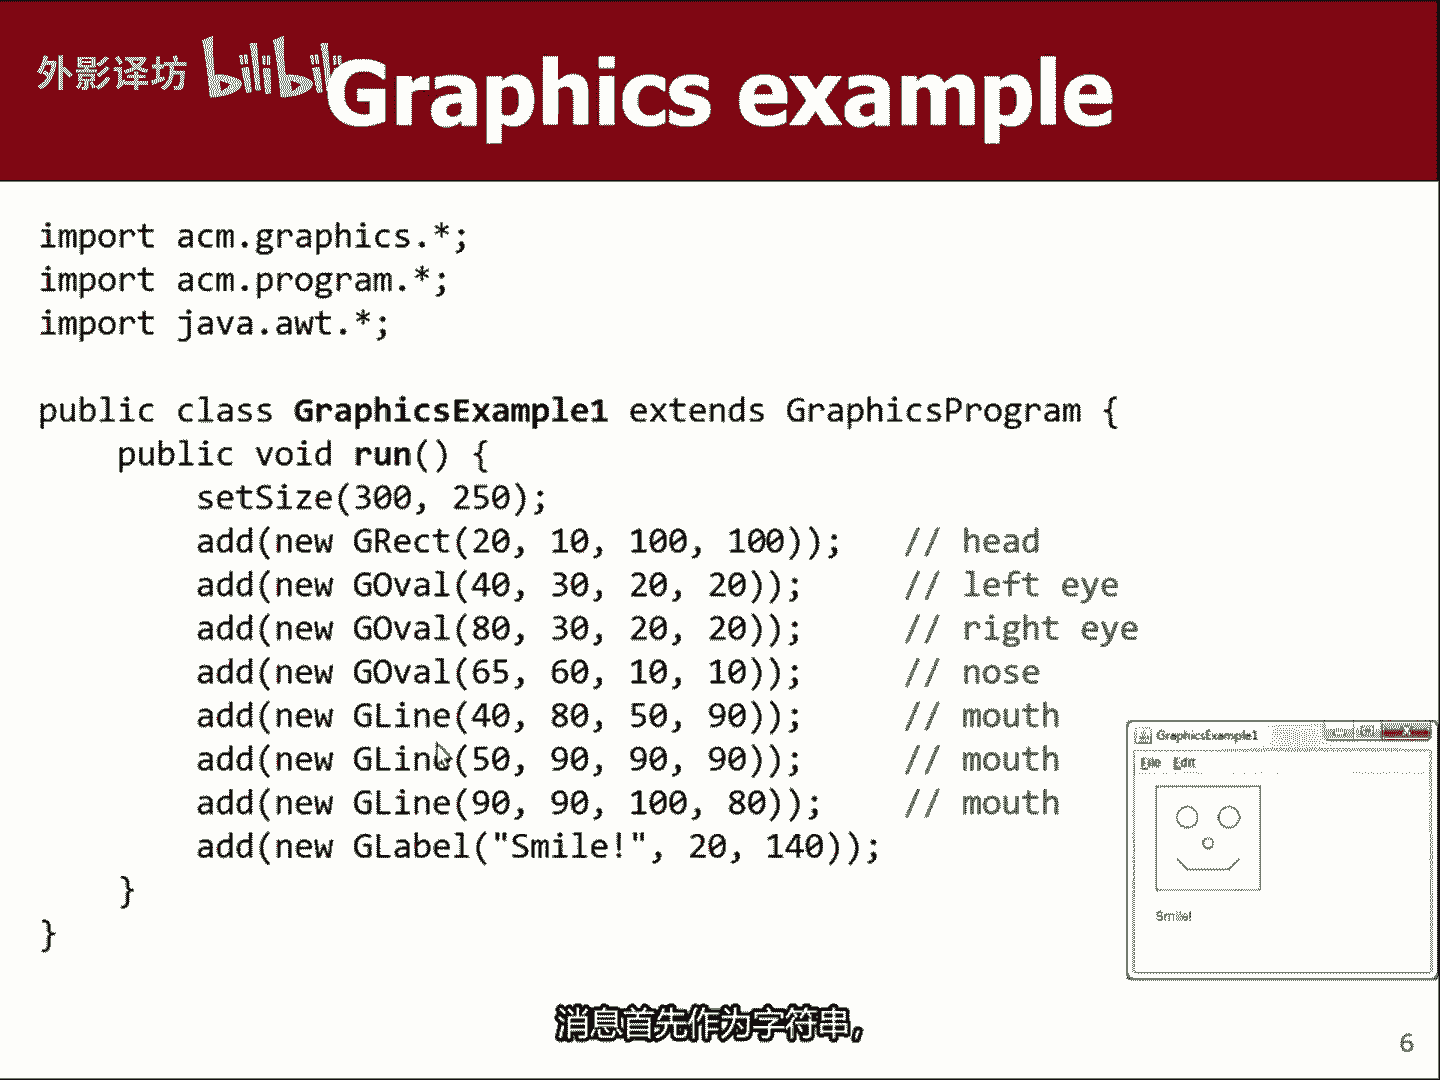 外影译坊 bilibili
Graphics example
import acm.graphics.*;
import acm.program.*;
import java.awt.*;
public class GraphicsExample1 extends GraphicsProgram {
    public void run() {
        setSize(300, 250);
        add(new GRect(20, 10, 100, 100));   // head
        add(new GOval(40, 30, 20, 20));     // left eye
        add(new GOval(80, 30, 20, 20));     // right eye
        add(new GOval(65, 60, 10, 10));     // nose
        add(new GLine(40, 80, 50, 90));     // mouth
        add(new GLine(50, 90, 90, 90));     // mouth
        add(new GLine(90, 90, 100, 80));    // mouth
        add(new GLabel("Smile!", 20, 140));
    }
}
GraphicsExample1
File Edit
Smile!
消息首先作为字符串,
6